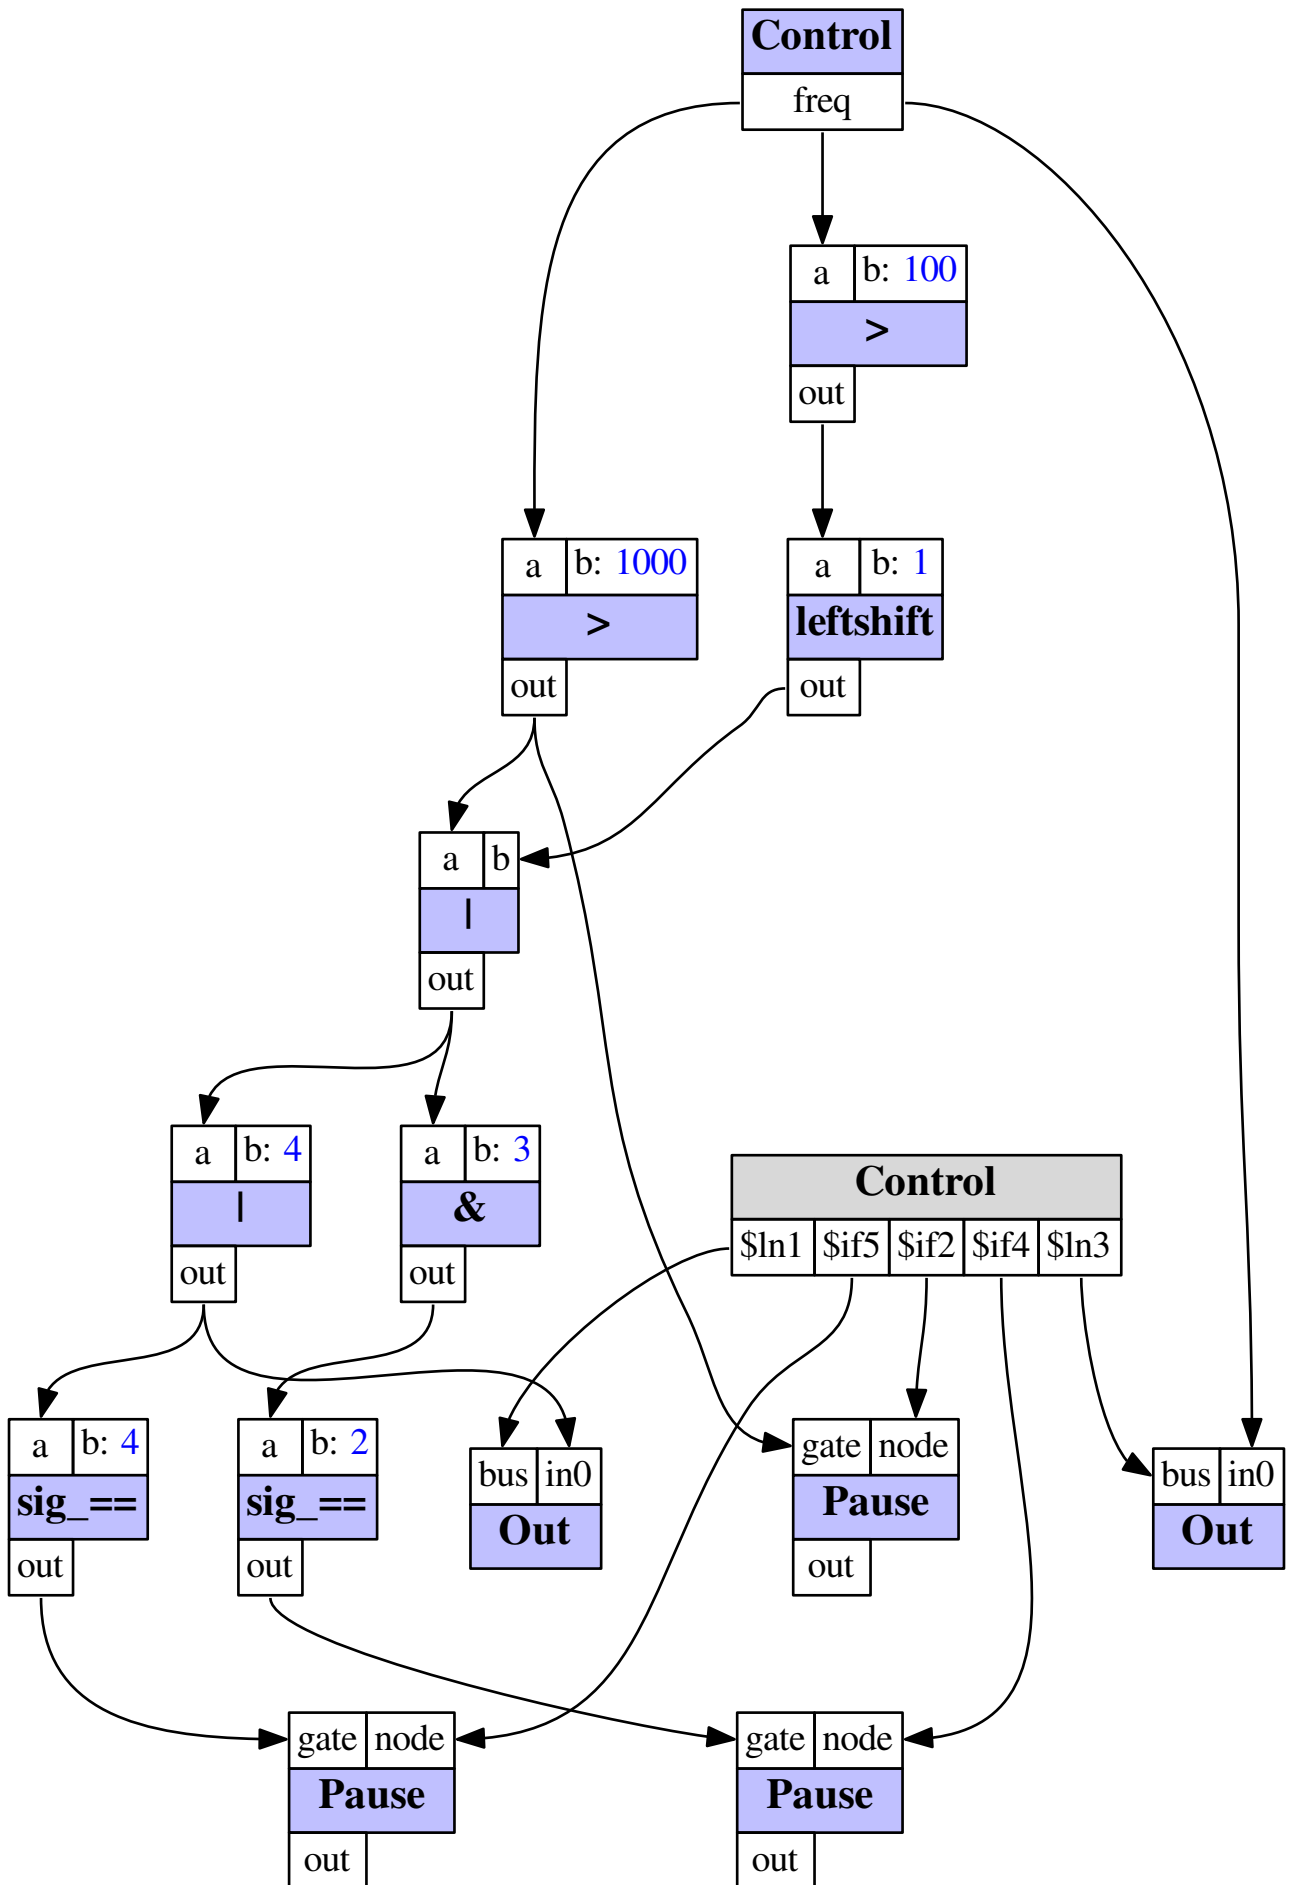 Control
freq
a b: 100
>
out
a b: 1000
>
out
a b: 1
leftshift
out
a b
|
out
a b: 4
|
out
a b: 3
&
out
Control
$ln1 $if5 $if2 $if4 $ln3
a b: 4
sig_==
out
a b: 2
sig_==
out
bus in0
Out
gate node
Pause
out
bus in0
Out
gate node
Pause
out
gate node
Pause
out